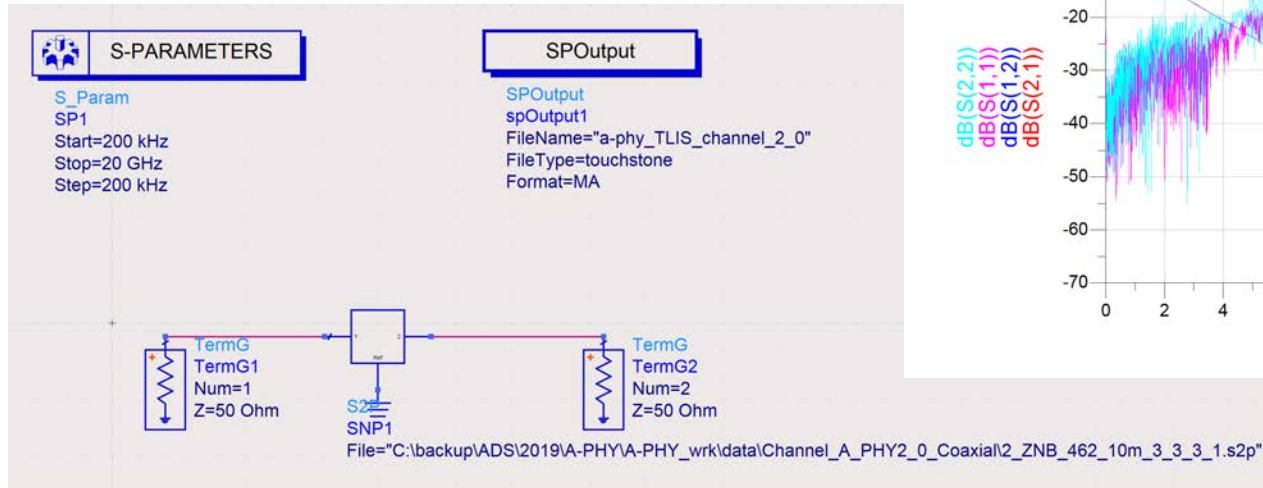 S-PARAMETERS
S_Param
SP1
Start=200 kHz
Stop=20 GHz
Step=200 kHz
SPOutput
SPOutput
spOutput1
FileName="a-phy_TLIS_channel_2_0"
FileType=touchstone
Format=MA
TermG
TermG1
Num=1
Z=50 Ohm
1
2
Ref
S2P
SNP1
File="C:\backup\ADS\2019\A-PHY\A-PHY_wrk\data\Channel_A_PHY2_0_Coaxial\2_ZNB_462_10m_3_3_3_1.s2p"
TermG
TermG2
Num=2
Z=50 Ohm
dB(S(2,2))
dB(S(1,1))
dB(S(1,2))
dB(S(2,1))
-20
-30
-40
-50
-60
-70
0
2
4